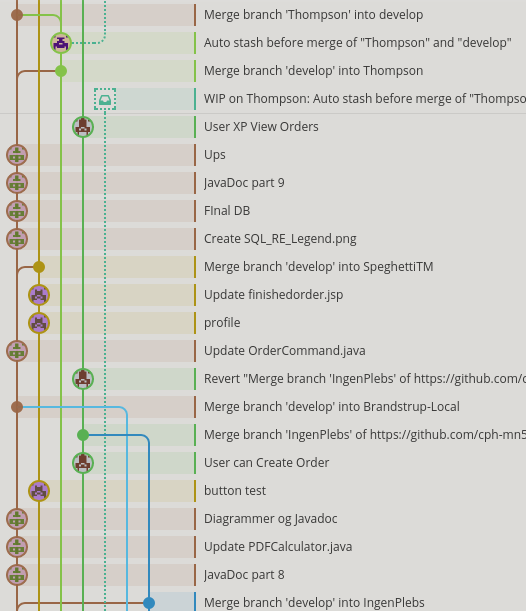 Merge branch 'Thompson' into develop
Auto stash before merge of "Thompson" and "develop"
Merge branch 'develop' into Thompson
WIP on Thompson: Auto stash before merge of "Thompso
User XP View Orders
Ups
JavaDoc part 9
FInal DB
Create SQL_RE_Legend.png
Merge branch 'develop' into SpeghettiTM
Update finishedorder.jsp
profile
Update OrderCommand.java
Revert "Merge branch 'IngenPlebs' of https://github.com/c
Merge branch 'develop' into Brandstrup-Local
Merge branch 'IngenPlebs' of https://github.com/cph-mn5
User can Create Order
button test
Diagrammer og Javadoc
Update PDFCalculator.java
JavaDoc part 8
Merge branch 'develop' into IngenPlebs